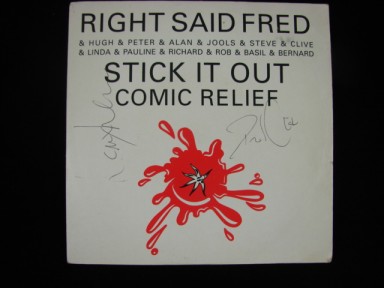 RIGHT SAID FRED
& HUGH & PETER & ALAN & JOOLS & STEVE & CLIVE
& LINDA & PAULINE & RICHARD & ROB & BASIL & BERNARD
STICK IT OUT
COMIC RELIEF